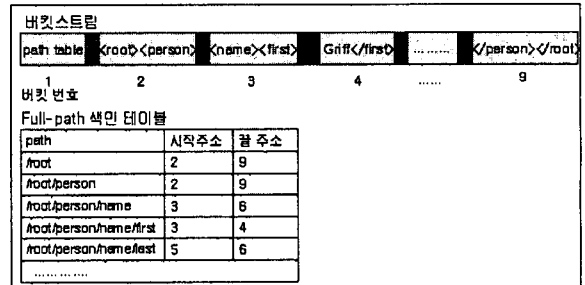 버킷스트림
path table <root><person> <name><first> Griff</first> ......... </person></root>
1 2 3 4 ...... 9
버킷 번호
Full-path 색인 테이블
path 시작주소 끝 주소
/root 2 9
/root/person 2 9
/root/person/name 3 6
/root/person/name/first 3 4
/root/person/name/last 5 6
.............